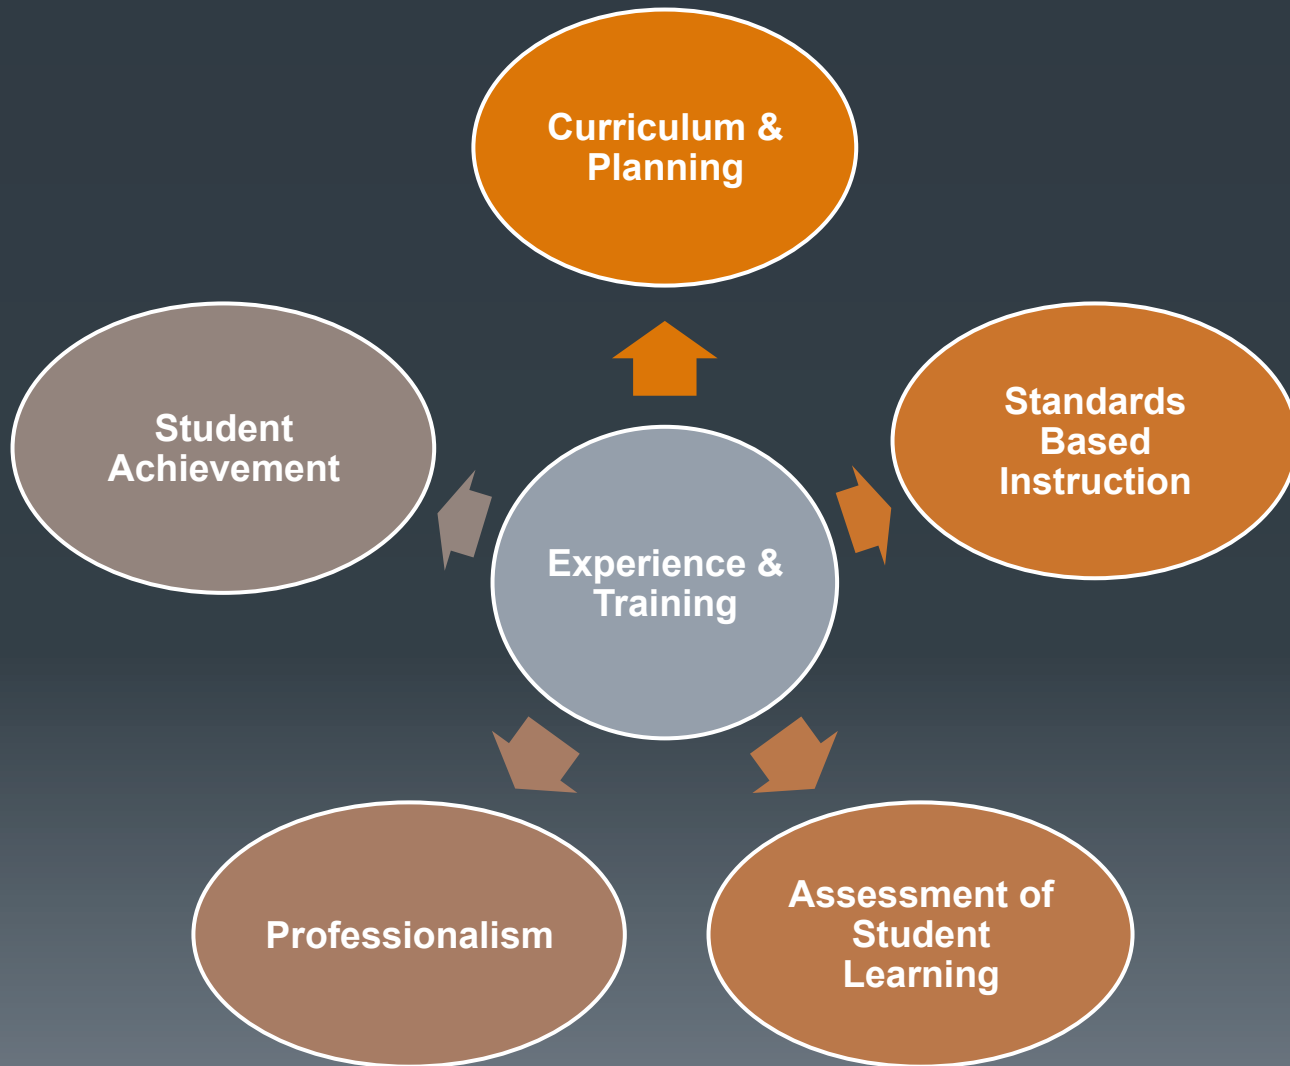 Curriculum &
Planning
Student
Achievement
Standards
Based
Instruction
Experience &
Training
Professionalism
Assessment of
Student
Learning